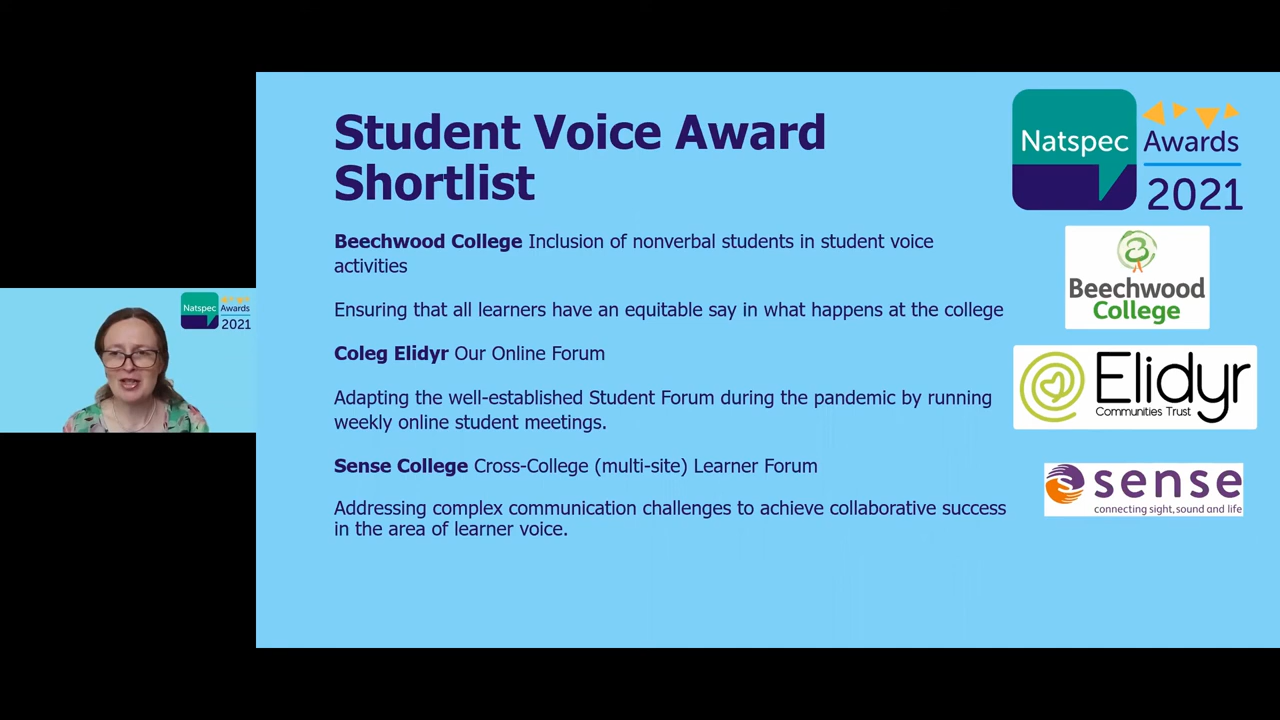 Student Voice Award
Shortlist
Beechwood College Inclusion of nonverbal students in student voice
activities
Ensuring that all learners have an equitable say in what happens at the college
Coleg Elidyr Our Online Forum
Adapting the well-established Student Forum during the pandemic by running
weekly online student meetings.
Sense College Cross-College (multi-site) Learner Forum
Addressing complex communication challenges to achieve collaborative success
in the area of learner voice.
Natspec Awards
2021
Beechwood
College
Elidyr
Communities Trust
sense
connecting sight, sound and life
Natspec Awards
2021